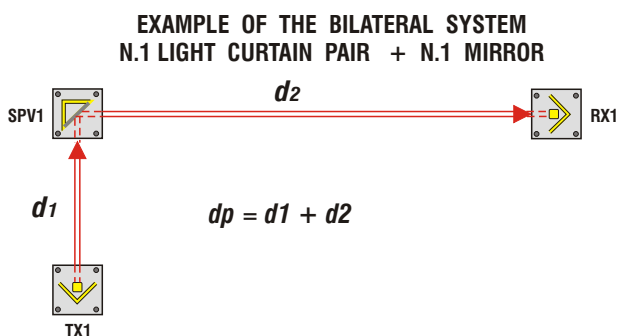 EXAMPLE OF THE BILATERAL SYSTEM
N.1 LIGHT CURTAIN PAIR + N.1 MIRROR
d2
SPV1
RX1
d1
dp = d1 + d2
TX1